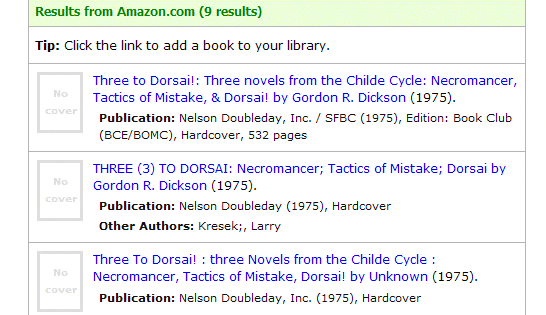 Results from Amazon.com (9 results)
Tip: Click the link to add a book to your library.
No
cover
Three to Dorsai!: Three novels from the Childe Cycle: Necromancer,
Tactics of Mistake, & Dorsai! by Gordon R. Dickson (1975).
Publication: Nelson Doubleday, Inc. / SFBC (1975), Edition: Book Club
(BCE/BOMC), Hardcover, 532 pages
No
cover
THREE (3) TO DORSAI: Necromancer; Tactics of Mistake; Dorsai by
Gordon R. Dickson (1975).
Publication: Nelson Doubleday (1975), Hardcover
Other Authors: Kresek;, Larry
No
cover
Three To Dorsai! : three Novels from the Childe Cycle :
Necromancer, Tactics of Mistake, Dorsai! by Unknown (1975).
Publication: Nelson Doubleday, Inc. (1975), Hardcover